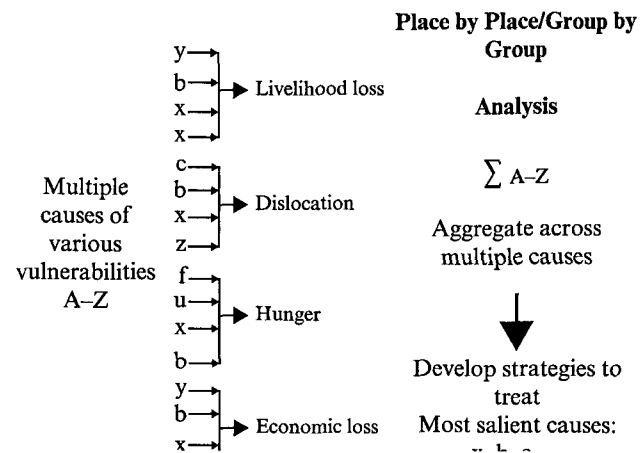 Multiple
causes of
various
vulnerabilities
A–Z
y
b
x
x
Livelihood loss
c
b
x
z
Dislocation
f
u
x
b
Hunger
y
b
x
Economic loss
Place by Place/Group by
Group
Analysis
∑ A–Z
Aggregate across
multiple causes
Develop strategies to
treat
Most salient causes: